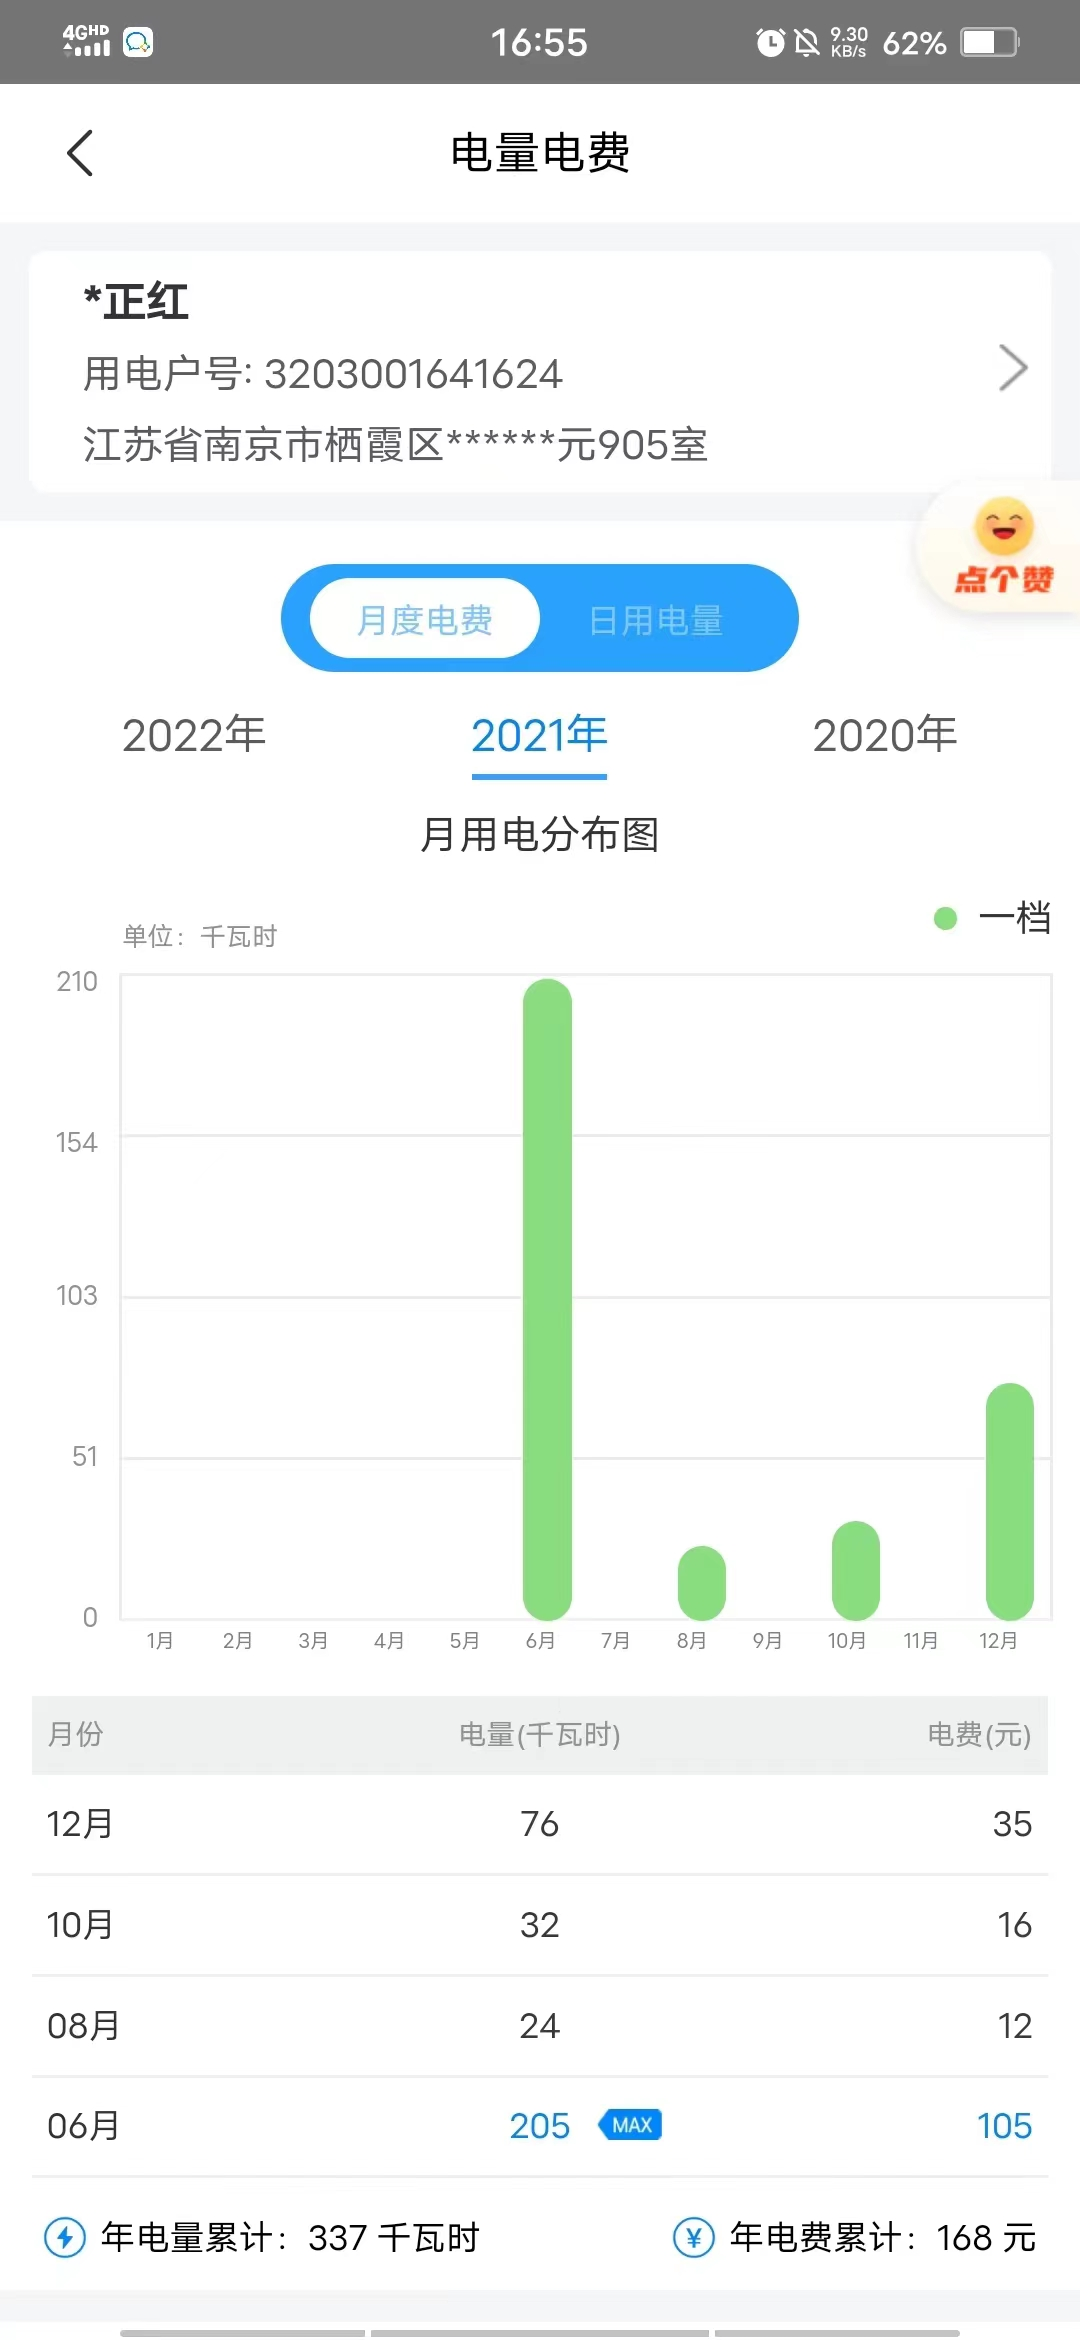 4GHD
16:55
9.30
KB/s
62%
电量电费
*正红
用电户号: 3203001641624
江苏省南京市栖霞区******元905室
点个赞
月度电费 日用电量
2022年 2021年 2020年
月用电分布图
单位：千瓦时
一档
210
154
103
51
0
1月 2月 3月 4月 5月 6月 7月 8月 9月 10月 11月 12月
月份 电量(千瓦时) 电费(元)
12月 76 35
10月 32 16
08月 24 12
06月 205 MAX 105
年电量累计：337 千瓦时 ¥ 年电费累计：168 元